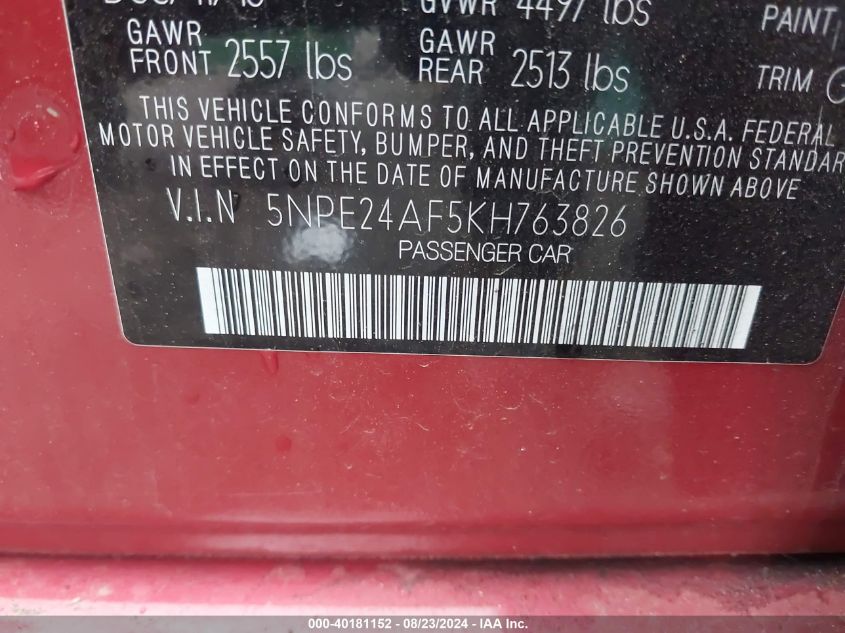 GVWR 4497 lbs
PAINT
GAWR FRONT 2557 lbs
GAWR REAR 2513 lbs
TRIM
THIS VEHICLE CONFORMS TO ALL APPLICABLE U.S.A. FEDERAL
MOTOR VEHICLE SAFETY, BUMPER, AND THEFT PREVENTION STANDAR
IN EFFECT ON THE DATE OF MANUFACTURE SHOWN ABOVE
V.I.N 5NPE24AF5KH763826
PASSENGER CAR
000-40181152 - 08/23/2024 - IAA Inc.